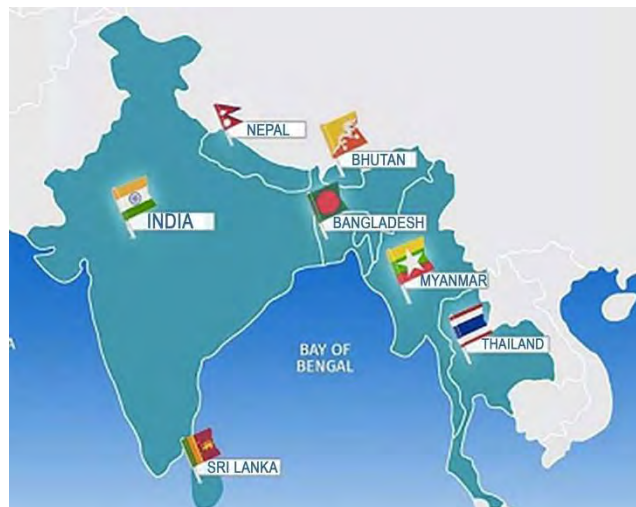 NEPAL
BHUTAN
INDIA
BANGLADESH
MYANMAR
THAILAND
BAY OF
BENGAL
SRI LANKA
A